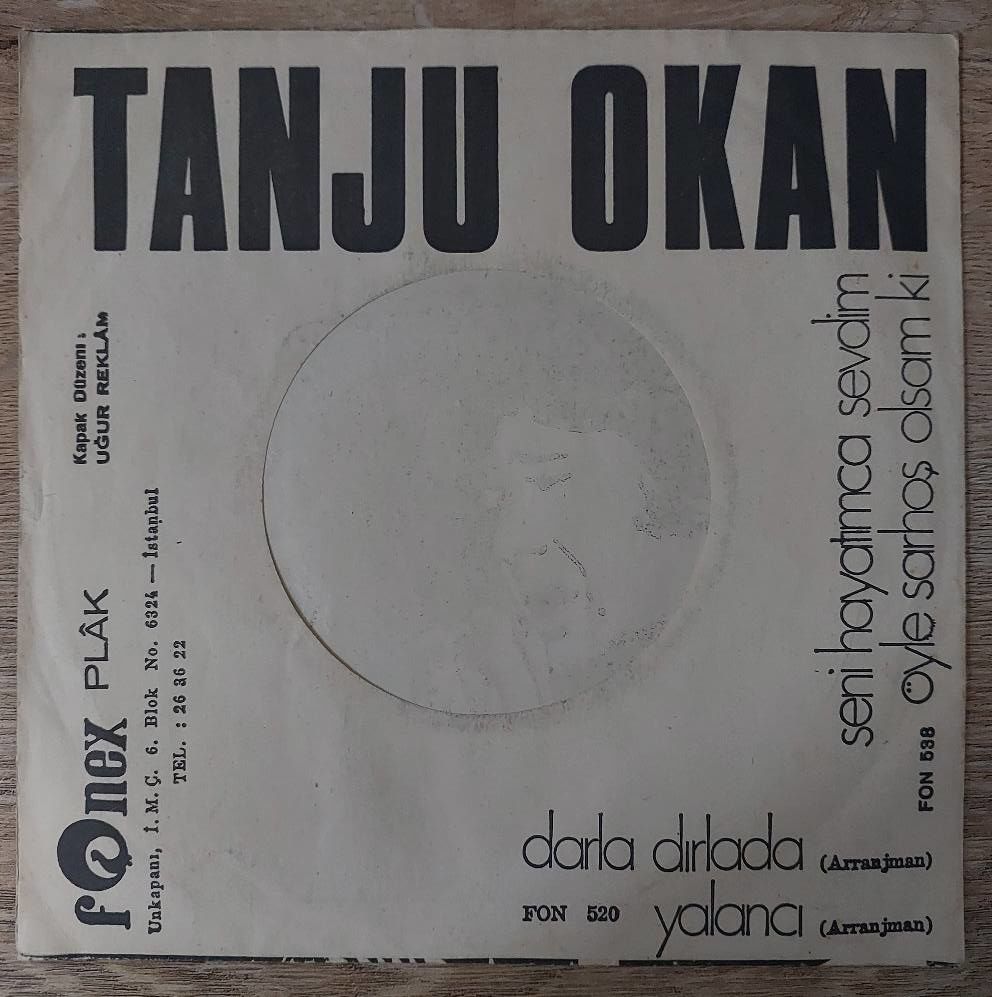 TANJU OKAN
Kapak Düzeni :
UĞUR REKLÂM
fonex PLÂK
Unkapanı, İ. M. Ç. 6. Blok No. 6324 — İstanbul
TEL. : 26 36 22
seni hayatımca sevdim
öyle sarhoş olsam ki
FON 538
darla dırlada (Arranjman)
FON 520 yalancı (Arranjman)